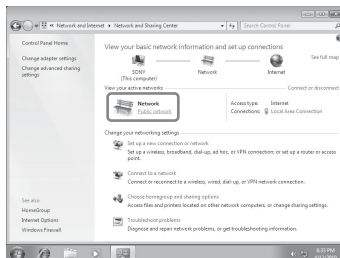 « Network and Internet ▸ Network and Sharing Center
Search Control Panel
Control Panel Home
Change adapter settings
Change advanced sharing
settings
View your basic network information and set up connections
See full map
SONY
(This computer)
Network
Internet
View your active networks
Connect or disconnect
Network
Public network
Access type: Internet
Connections: Local Area Connection
Change your networking settings
Set up a new connection or network
Set up a wireless, broadband, dial-up, ad hoc, or VPN connection; or set up a router or access
point.
Connect to a network
Connect or reconnect to a wireless, wired, dial-up, or VPN network connection.
Choose homegroup and sharing options
Access files and printers located on other network computers, or change sharing settings.
Troubleshoot problems
Diagnose and repair network problems, or get troubleshooting information.
See also
HomeGroup
Internet Options
Windows Firewall